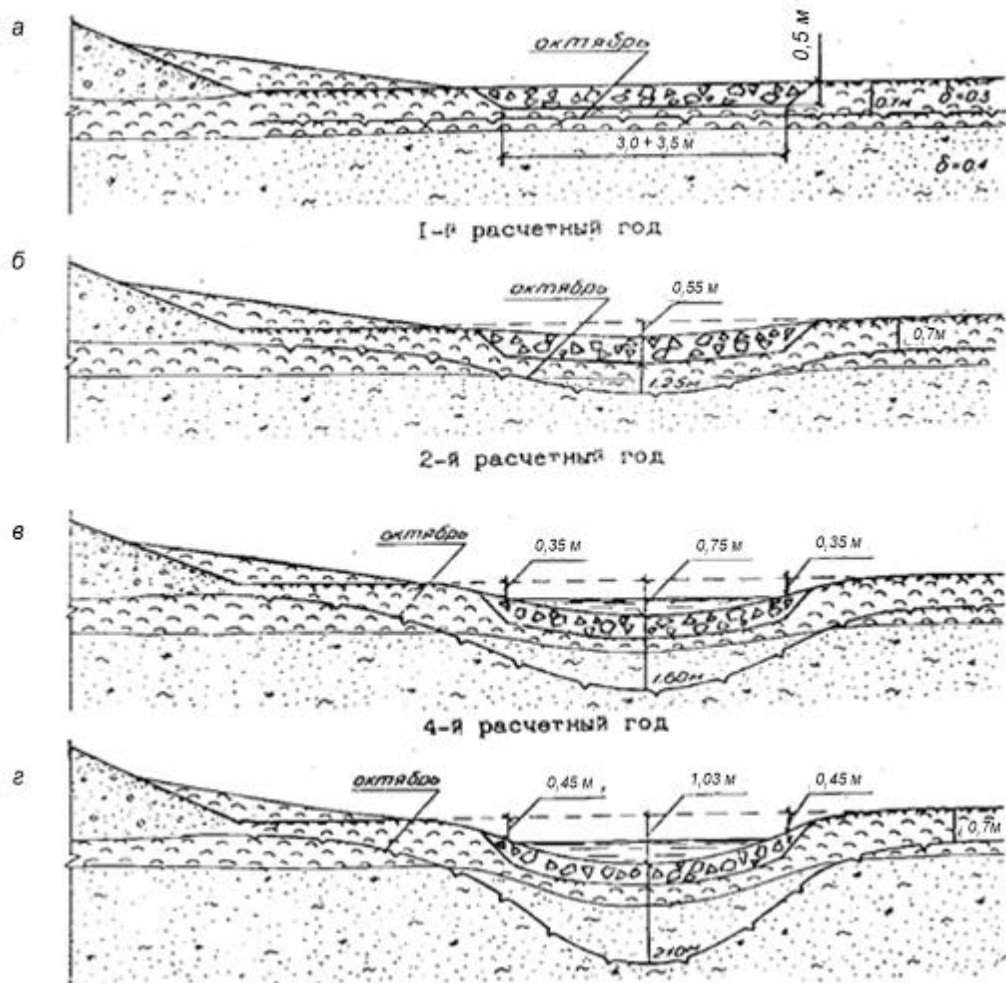 а
октябрь
0,5 м
δ=0.3
3,0 + 3,5 м
δ=0.1
I-й расчетный год
б
октябрь
0,55 м
0,7м
1.25м
2-й расчетный год
в
октябрь
0,35 м
0,75 м
0,35 м
1.60м
4-й расчетный год
г
октябрь
0,45 м
1,03 м
0,45 м
0,7м